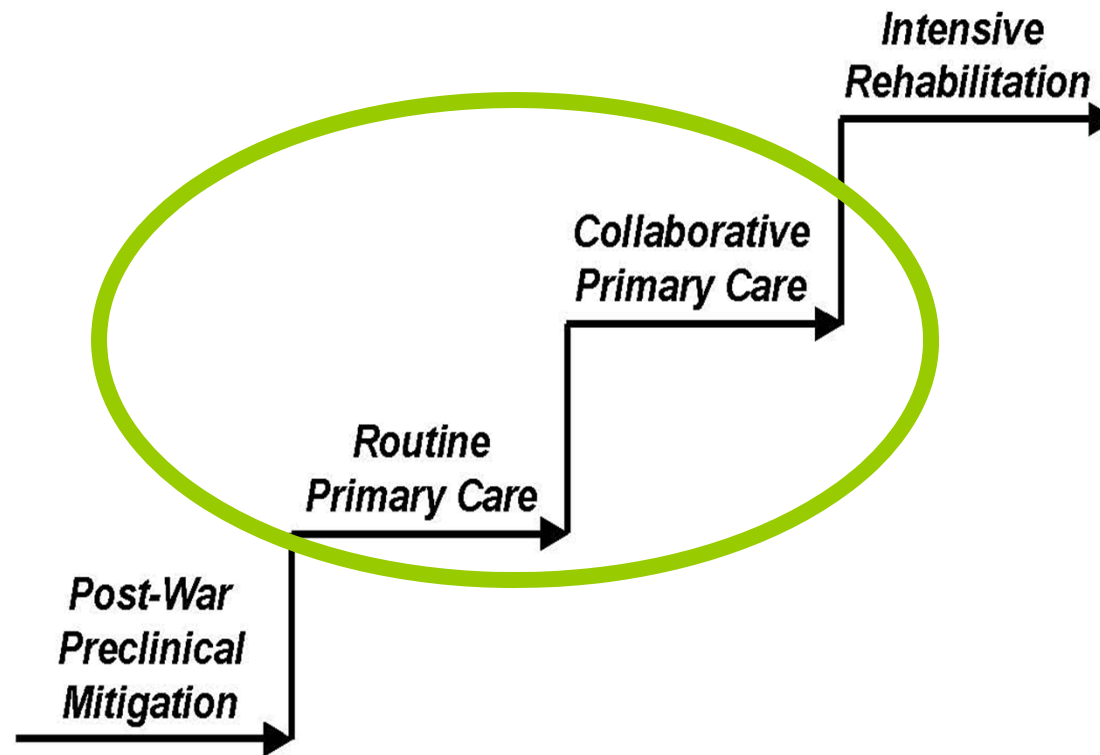 Intensive
Rehabilitation
Collaborative
Primary Care
Routine
Primary Care
Post-War
Preclinical
Mitigation